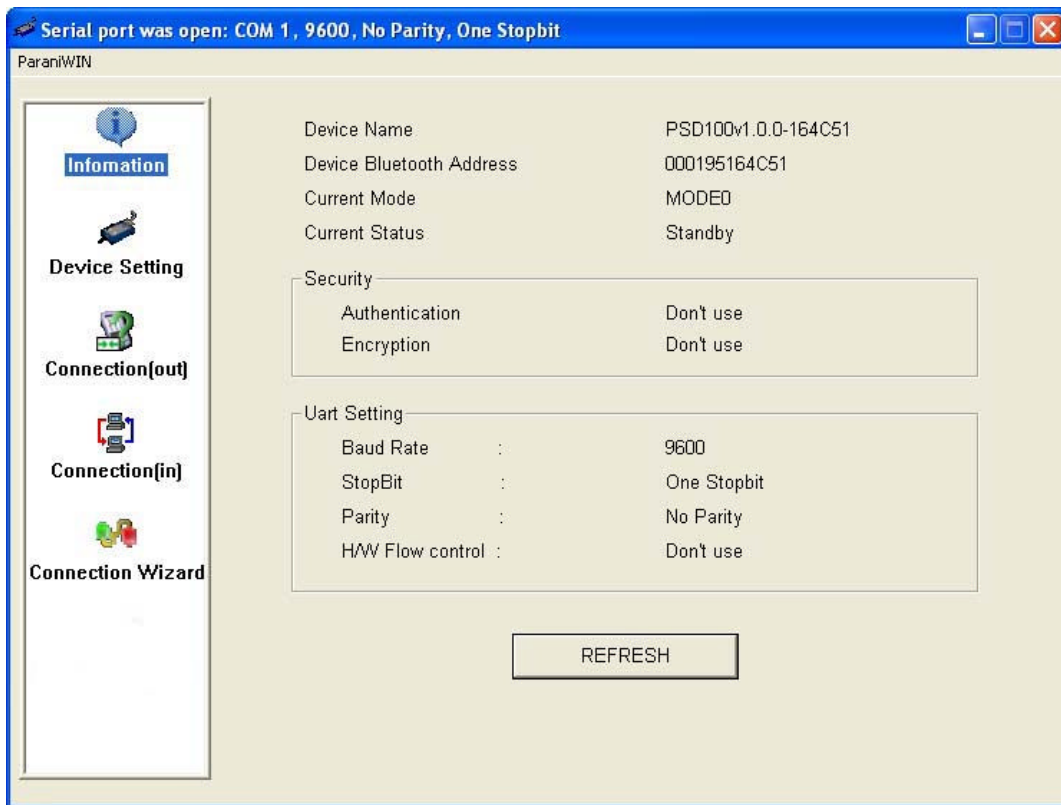 Serial port was open: COM 1, 9600, No Parity, One Stopbit
ParaniWIN
Infomation
Device Setting
Connection(out)
Connection(in)
Connection Wizard
Device Name PSD100v1.0.0-164C51
Device Bluetooth Address 000195164C51
Current Mode MODE0
Current Status Standby
Security
Authentication Don't use
Encryption Don't use
Uart Setting
Baud Rate : 9600
StopBit : One Stopbit
Parity : No Parity
H/W Flow control : Don't use
REFRESH